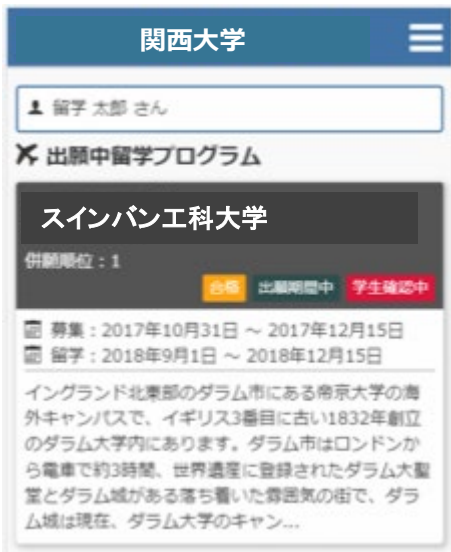 関西大学
留学 太郎 さん
出願中留学プログラム
スインバン工科大学
併願順位：1
合格 出願期間中 学生確認中
募集：2017年10月31日 ～ 2017年12月15日
留学：2018年9月1日 ～ 2018年12月15日
イングランド北東部のダラム市にある帝京大学の海
外キャンパスで、イギリス3番目に古い1832年創立
のダラム大学内にあります。ダラム市はロンドンか
ら電車で約3時間、世界遺産に登録されたダラム大聖
堂とダラム城がある落ち着いた雰囲気の街で、ダラ
ム城は現在、ダラム大学のキャン...